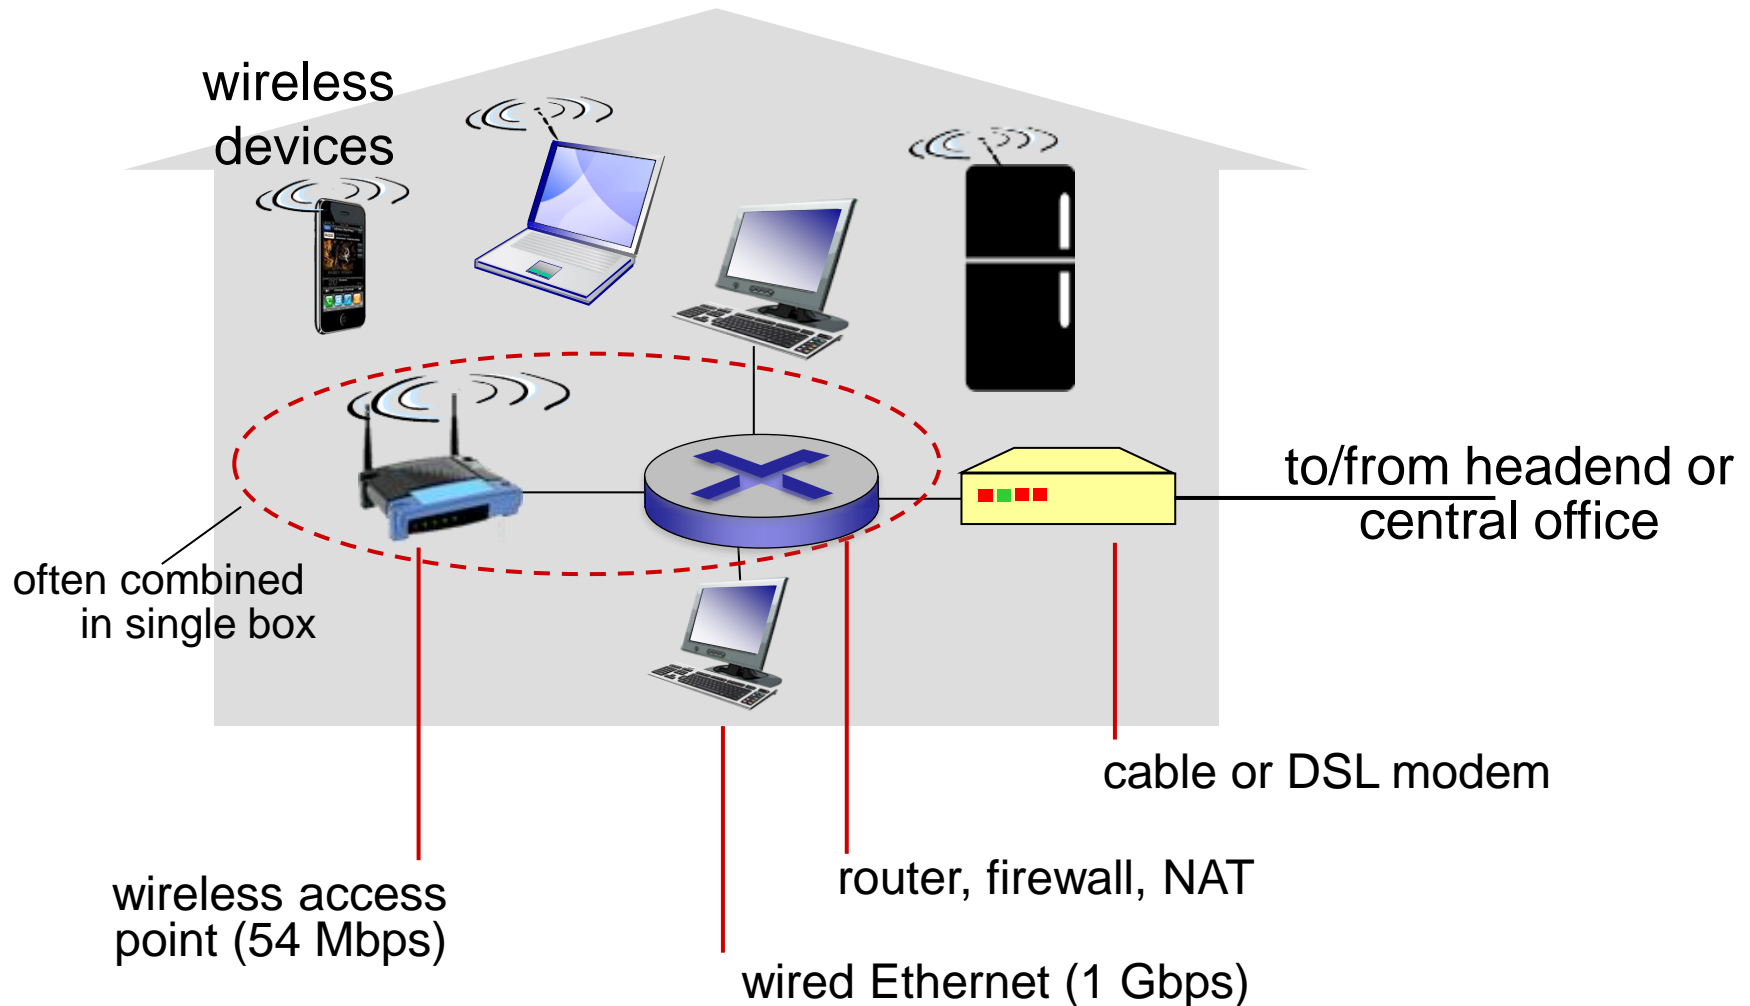 wireless
devices
to/from headend or
central office
often combined
in single box
cable or DSL modem
router, firewall, NAT
wireless access
point (54 Mbps)
wired Ethernet (1 Gbps)